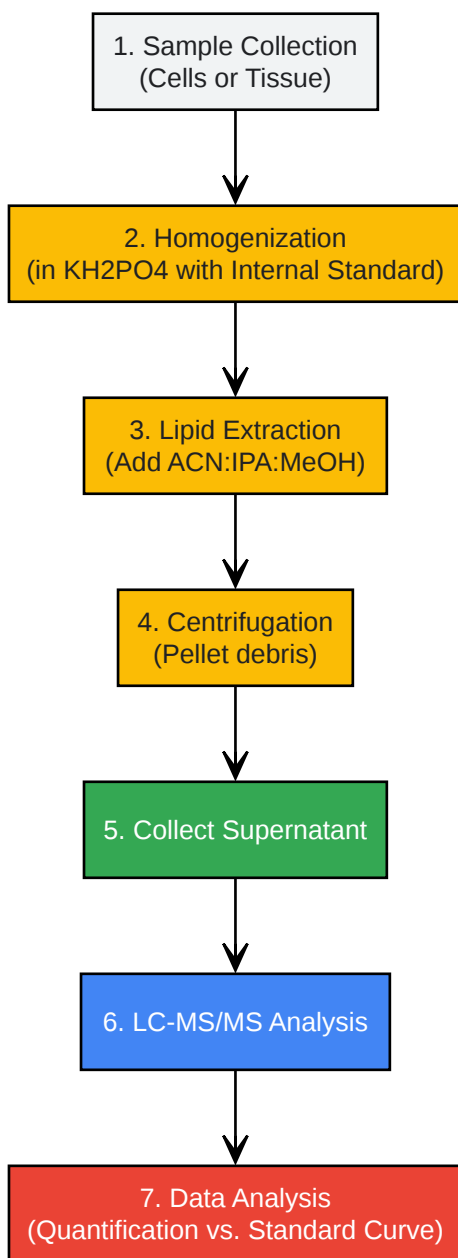 1. Sample Collection
(Cells or Tissue)
2. Homogenization
(in KH2PO4 with Internal Standard)
3. Lipid Extraction
(Add ACN:IPA:MeOH)
4. Centrifugation
(Pellet debris)
5. Collect Supernatant
6. LC-MS/MS Analysis
7. Data Analysis
(Quantification vs. Standard Curve)